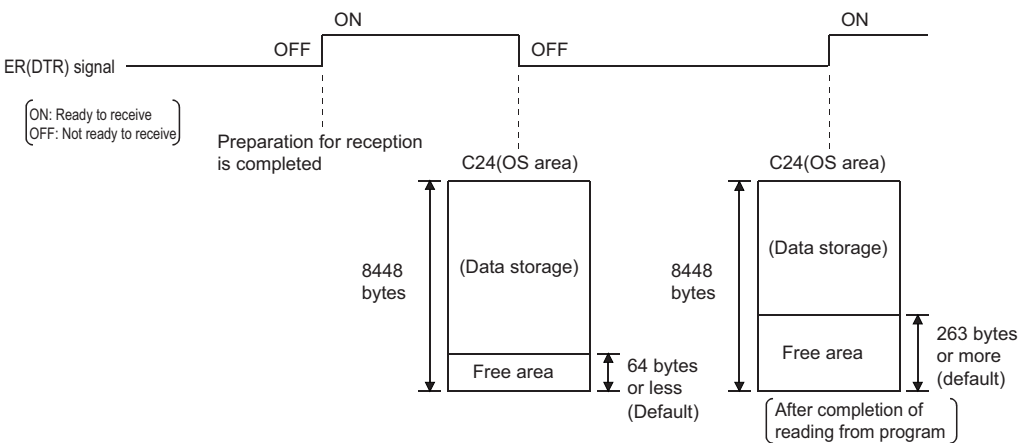 ON
ON
OFF
OFF
ER(DTR) signal
ON: Ready to receive
OFF: Not ready to receive
Preparation for reception
is completed
C24(OS area)
C24(OS area)
8448
bytes
(Data storage)
Free area
64 bytes
or less
(Default)
8448
bytes
(Data storage)
Free area
263 bytes
or more
(default)
After completion of
reading from program